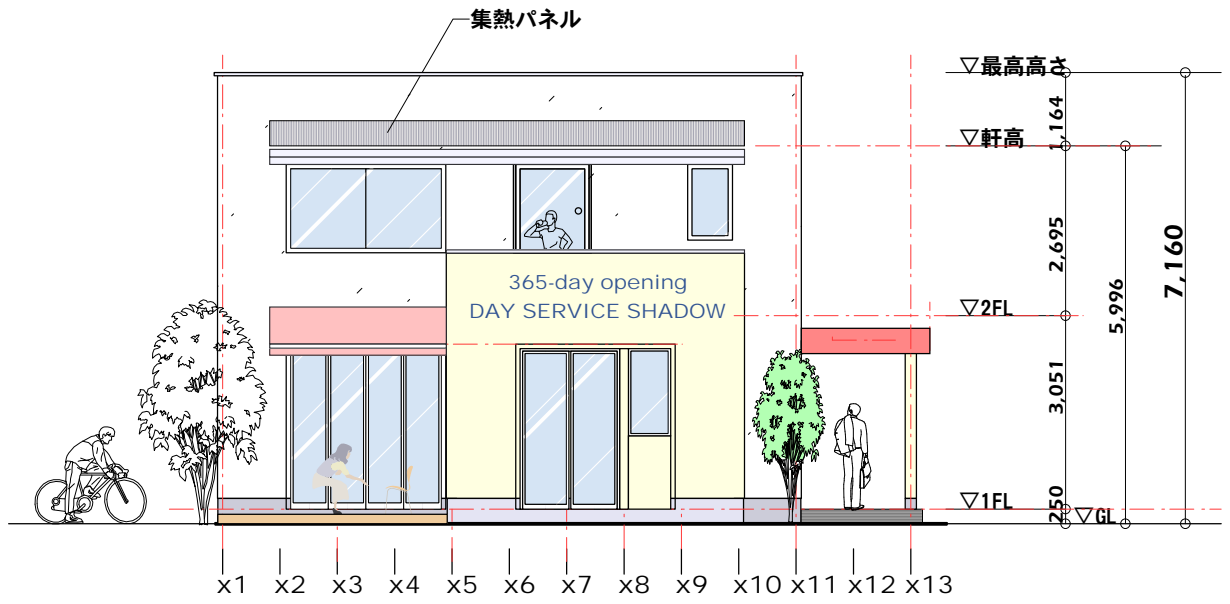 集熱パネル
▽最高高さ
1,164
▽軒高
2,695
7,160
5,996
365-day opening
DAY SERVICE SHADOW
▽2FL
3,051
▽1FL
250
▽GL
x1 x2 x3 x4 x5 x6 x7 x8 x9 x10 x11 x12 x13